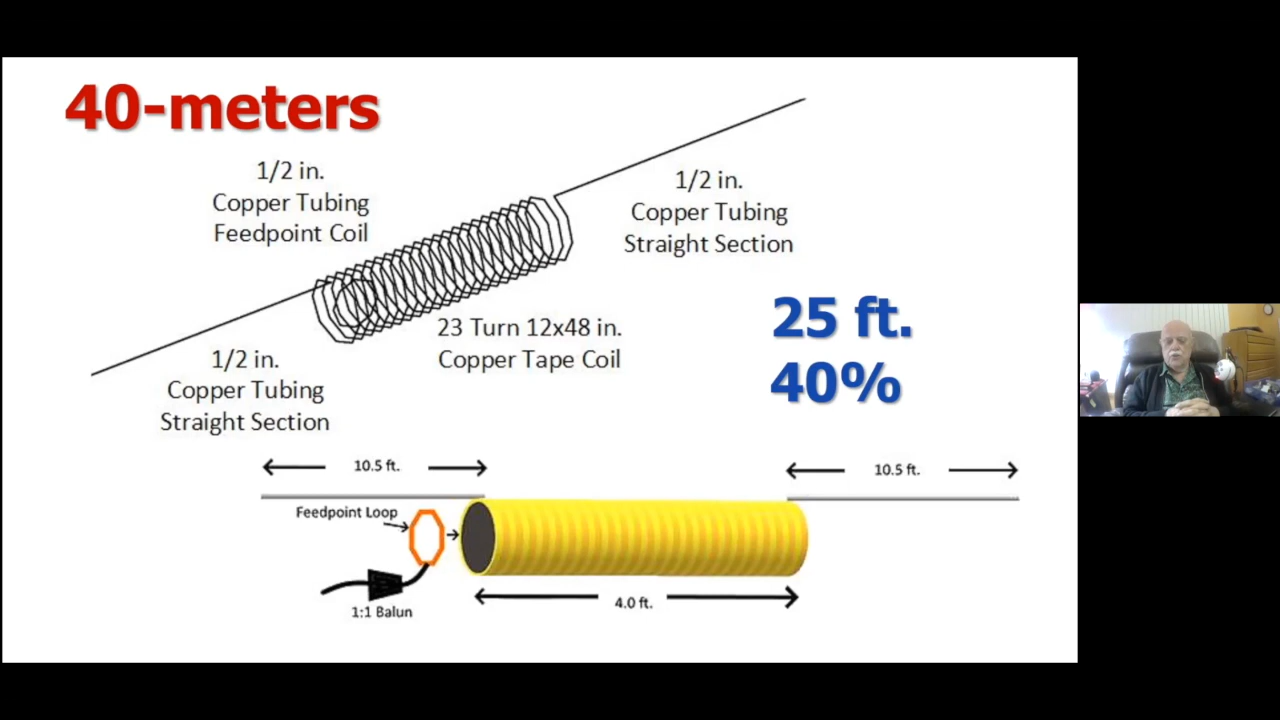 40-meters
1/2 in.
Copper Tubing
Feedpoint Coil
1/2 in.
Copper Tubing
Straight Section
25 ft.
40%
23 Turn 12x48 in.
Copper Tape Coil
1/2 in.
Copper Tubing
Straight Section
10.5 ft.
10.5 ft.
Feedpoint Loop
4.0 ft.
1:1 Balun